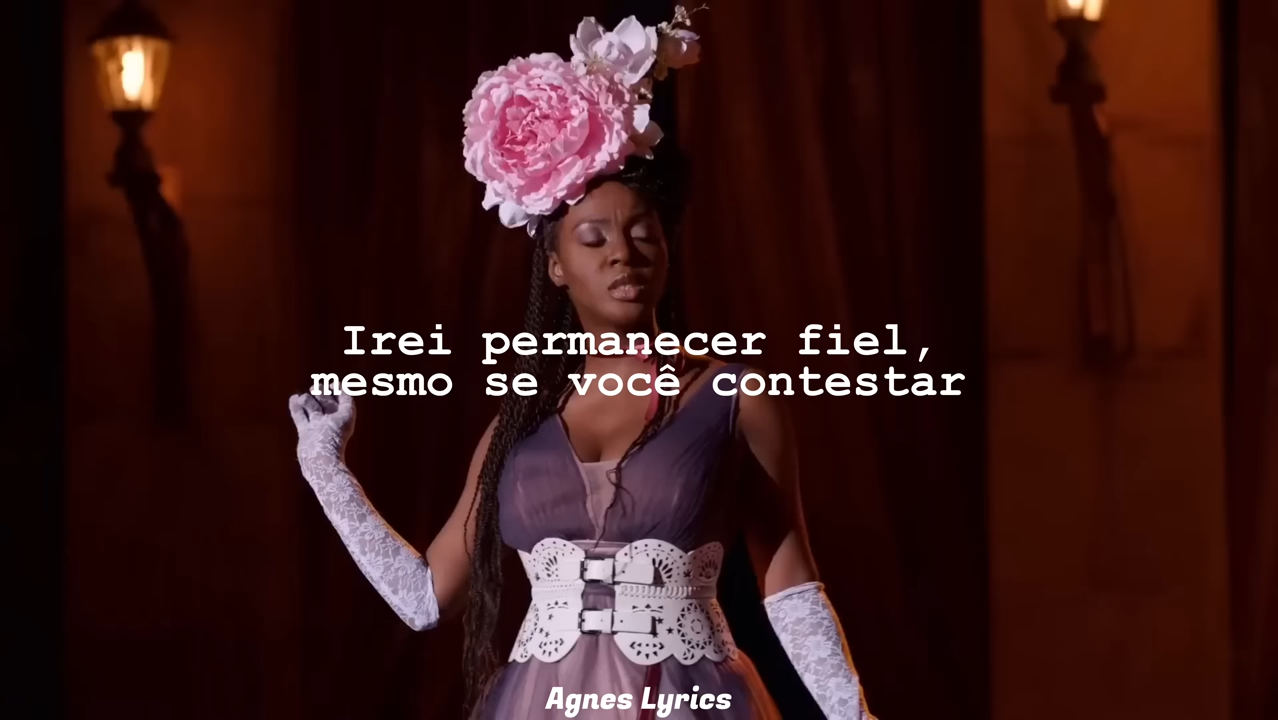 Irei permanecer fiel,
mesmo se você contestar
Agnes Lyrics